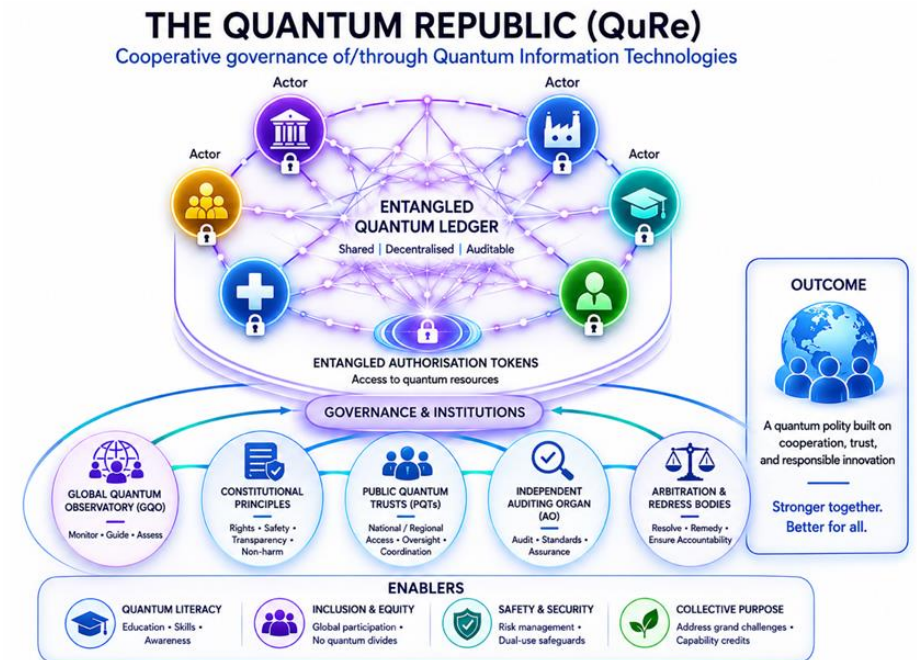 THE QUANTUM REPUBLIC (QuRe)
Cooperative governance of/through Quantum Information Technologies
Actor
Actor
Actor
Actor
ENTANGLED
QUANTUM LEDGER
Shared | Decentralised | Auditable
ENTANGLED AUTHORISATION TOKENS
Access to quantum resources
GOVERNANCE & INSTITUTIONS
GLOBAL QUANTUM
OBSERVATORY (GQO)
Monitor • Guide • Assess
CONSTITUTIONAL
PRINCIPLES
Rights • Safety •
Transparency •
Non-harm
PUBLIC QUANTUM
TRUSTS (PQTs)
National / Regional
Access • Oversight •
Coordination
INDEPENDENT
AUDITING ORGAN
(AO)
Audit • Standards •
Assurance
ARBITRATION &
REDRESS BODIES
Resolve • Remedy •
Ensure Accountability
OUTCOME
A quantum polity built on
cooperation, trust,
and responsible innovation
Stronger together.
Better for all.
ENABLERS
QUANTUM LITERACY
Education • Skills •
Awareness
INCLUSION & EQUITY
Global participation •
No quantum divides
SAFETY & SECURITY
Risk management •
Dual-use safeguards
COLLECTIVE PURPOSE
Address grand challenges •
Capability credits